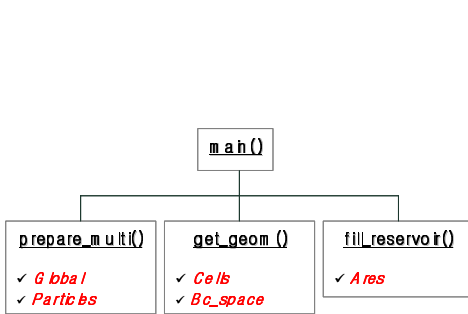 main()
prepare_multi() get_geom() fill_reservoir()
✓ Global ✓ Cells ✓ Ares
✓ Particles ✓ Bc_space